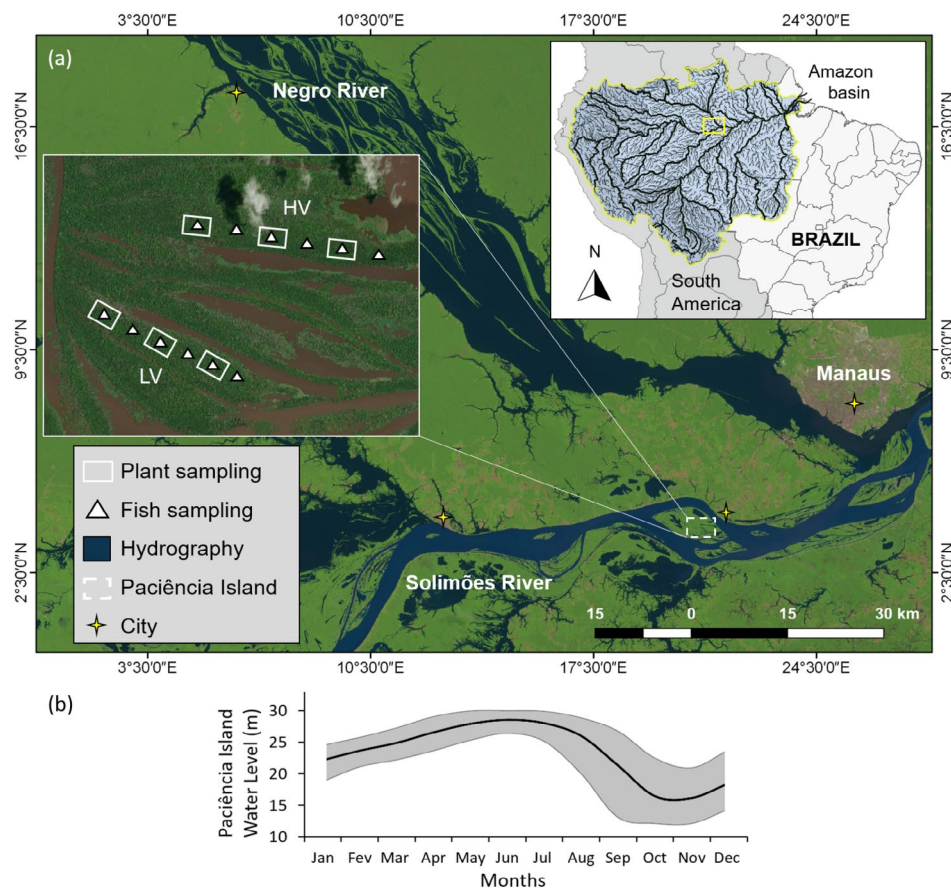 3°30'0"E
10°30'0"E
17°30'0"E
24°30'0"E
(a)
Negro River
Amazon
basin
BRAZIL
N
South
America
16°30'0"N
16°30'0"N
HV
LV
9°30'0"N
9°30'0"N
Manaus
Plant sampling
Fish sampling
Hydrography
Paciência Island
City
Solimões River
2°30'0"N
2°30'0"N
15 0 15 30 km
3°30'0"E
10°30'0"E
17°30'0"E
24°30'0"E
(b)
Paciência Island
Water Level (m)
30
25
20
15
10
Jan Fev Mar Apr May Jun Jul Aug Sep Oct Nov Dec
Months